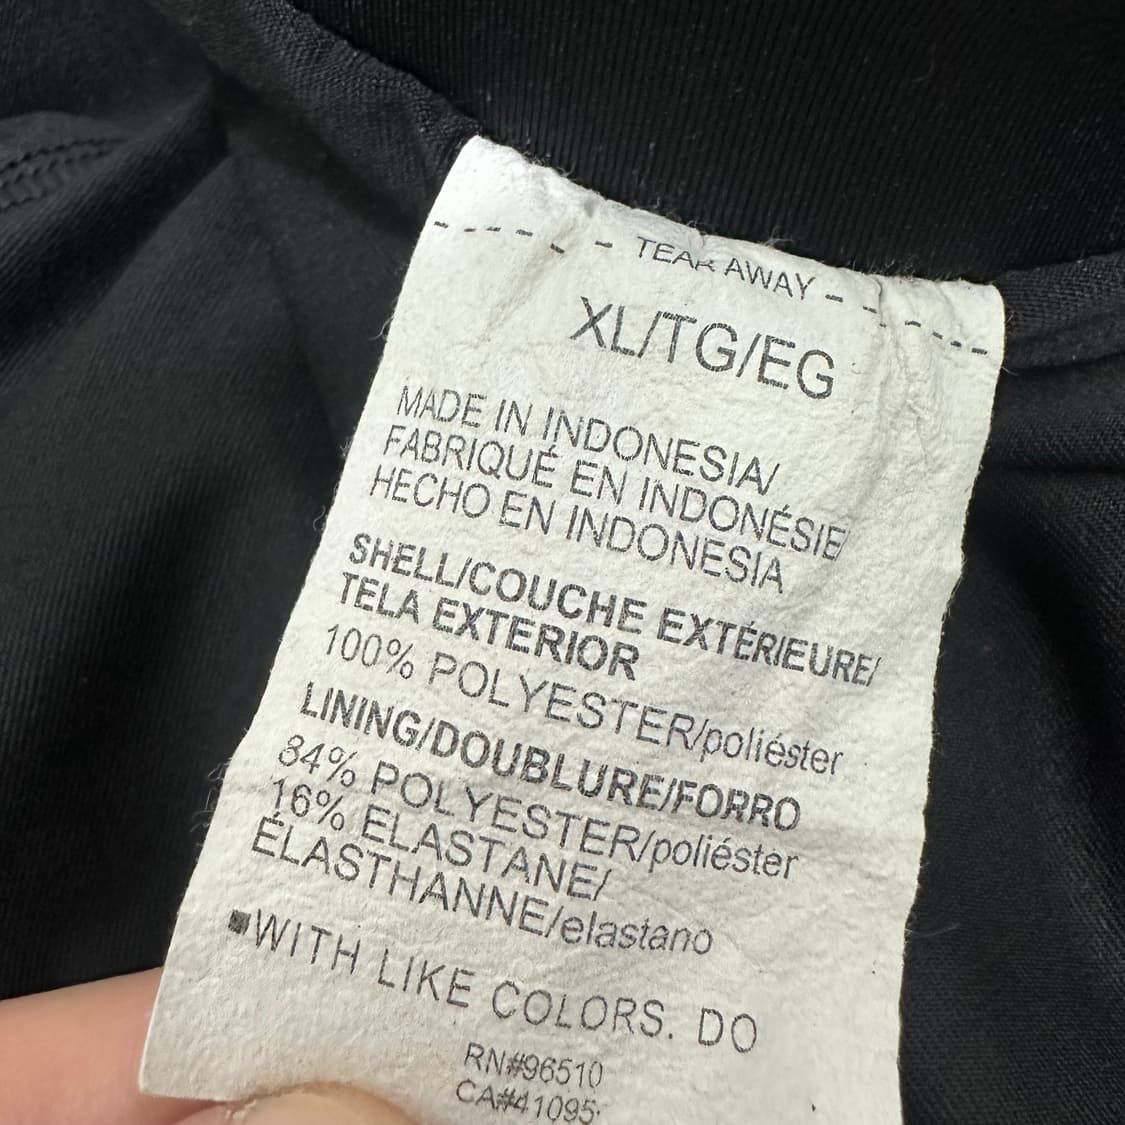 TEAR AWAY
XL/TG/EG
MADE IN INDONESIA/
FABRIQUÉ EN INDONÉSIE/
HECHO EN INDONESIA
SHELL/COUCHE EXTÉRIEURE/
TELA EXTERIOR
100% POLYESTER/poliéster
LINING/DOUBLURE/FORRO
84% POLYESTER/poliéster
16% ELASTANE/
ÉLASTHANNE/elastano
■WITH LIKE COLORS. DO
RN#96510
CA#41095